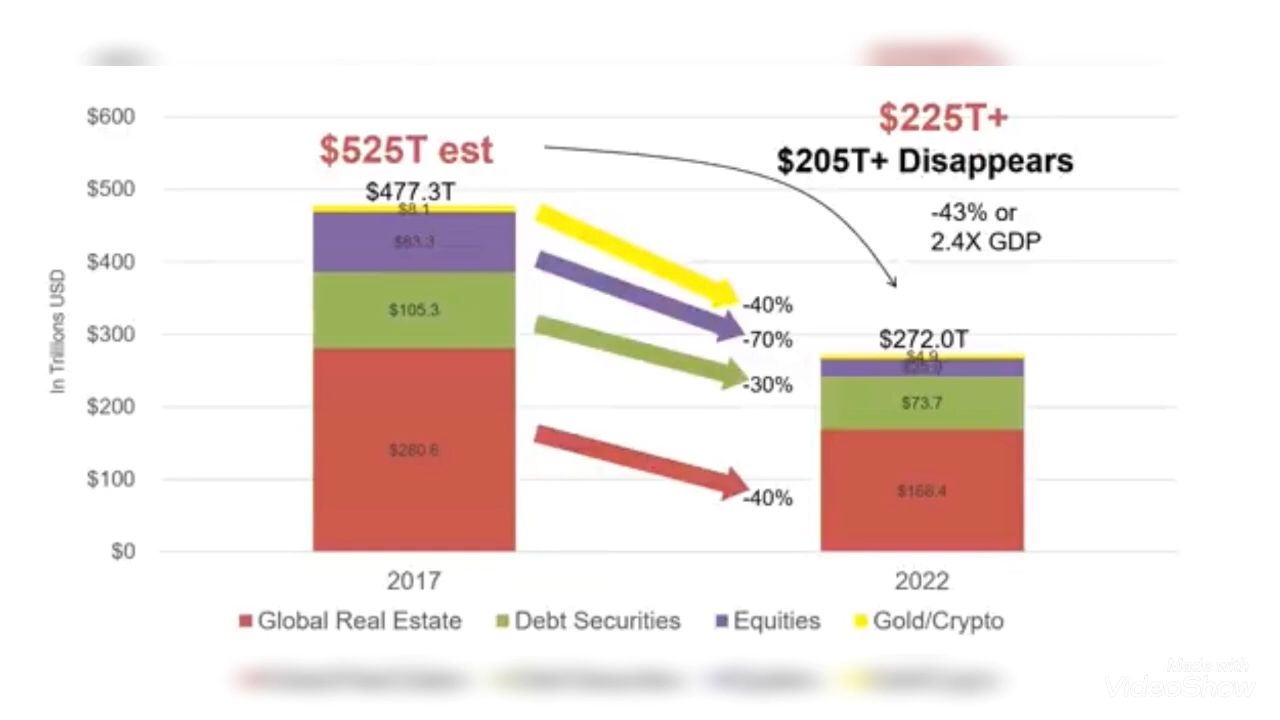 $225T+
$525T est
$205T+ Disappears
$477.3T
-43% or
2.4X GDP
$600
$500
$400
$300
$200
$100
$0
In Trillions USD
$8.1
$83.3
$105.3
$280.6
-40%
-70%
-30%
-40%
$272.0T
$4.9
$73.7
$168.4
2017
2022
Global Real Estate
Debt Securities
Equities
Gold/Crypto
Made with
VideoShow